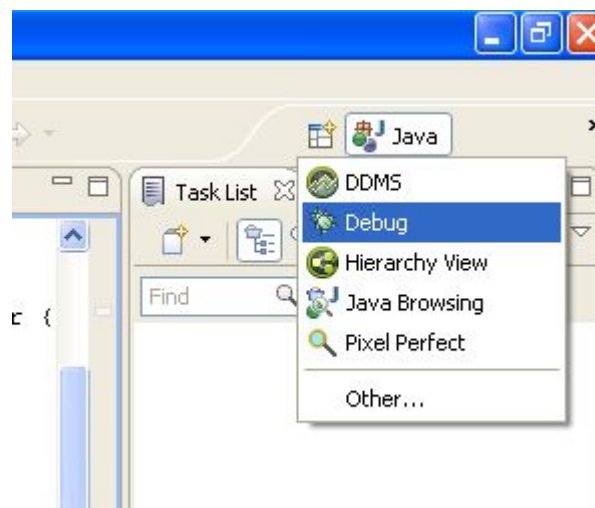 Java
Task List
DDMS
Debug
Hierarchy View
Java Browsing
Pixel Perfect
Other...
Find
r {